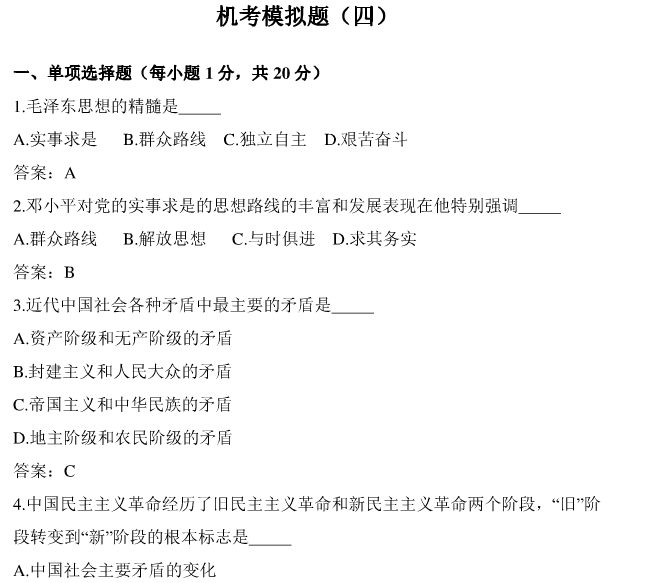 机考模拟题（四）
一、单项选择题（每小题 1 分，共 20 分）
1.毛泽东思想的精髓是_____
A.实事求是 B.群众路线 C.独立自主 D.艰苦奋斗
答案：A
2.邓小平对党的实事求是的思想路线的丰富和发展表现在他特别强调_____
A.群众路线 B.解放思想 C.与时俱进 D.求其务实
答案：B
3.近代中国社会各种矛盾中最主要的矛盾是_____
A.资产阶级和无产阶级的矛盾
B.封建主义和人民大众的矛盾
C.帝国主义和中华民族的矛盾
D.地主阶级和农民阶级的矛盾
答案：C
4.中国民主主义革命经历了旧民主主义革命和新民主主义革命两个阶段，“旧”阶
段转变到“新”阶段的根本标志是_____
A.中国社会主要矛盾的变化